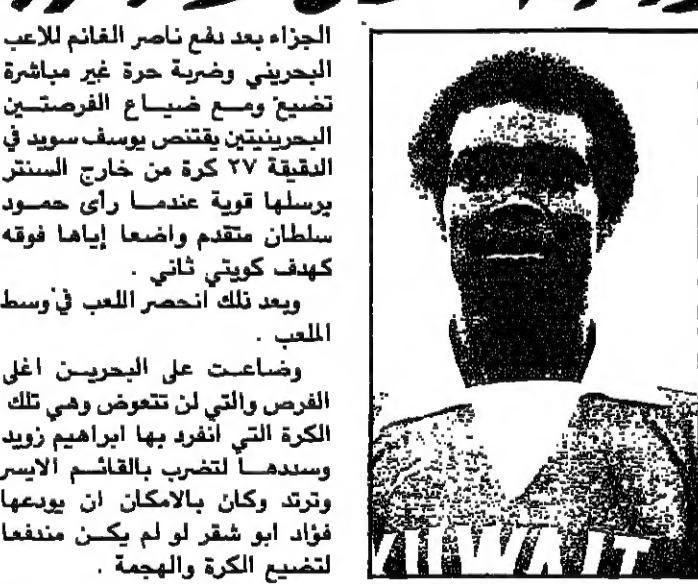 الجزاء بعد دفع ناصر الغانم للاعب
البحريني وضربة حرة غير مباشرة
تضيع ومع ضياع الفرصتين
البحرينيتين يقتنص يوسف سويد في
الدقيقة ٢٧ كرة من خارج السنتر
يرسلها قوية عندما رأى حمود
سلطان متقدم واضعا إياها فوقه
كهدف كويتي ثاني .
وبعد ذلك انحصر اللعب في وسط
الملعب .
وضاعت على البحرين اغلى
الفرص والتي لن تتعوض وهي تلك
الكرة التي انفرد بها ابراهيم زويد
وسددها لتضرب بالقائم الايسر
وترتد وكان بالامكان ان يودعها
فؤاد ابو شقر لو لم يكن مندفعا
لتضيع الكرة والهجمة .
KUWAIT